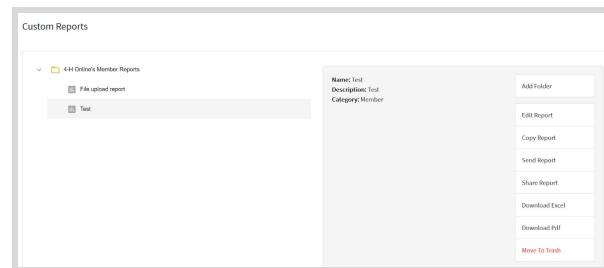 Custom Reports
4-H Online's Member Reports
File upload report
Test
Name: Test
Description: Test
Category: Member
Add Folder
Edit Report
Copy Report
Send Report
Share Report
Download Excel
Download Pdf
Move To Trash